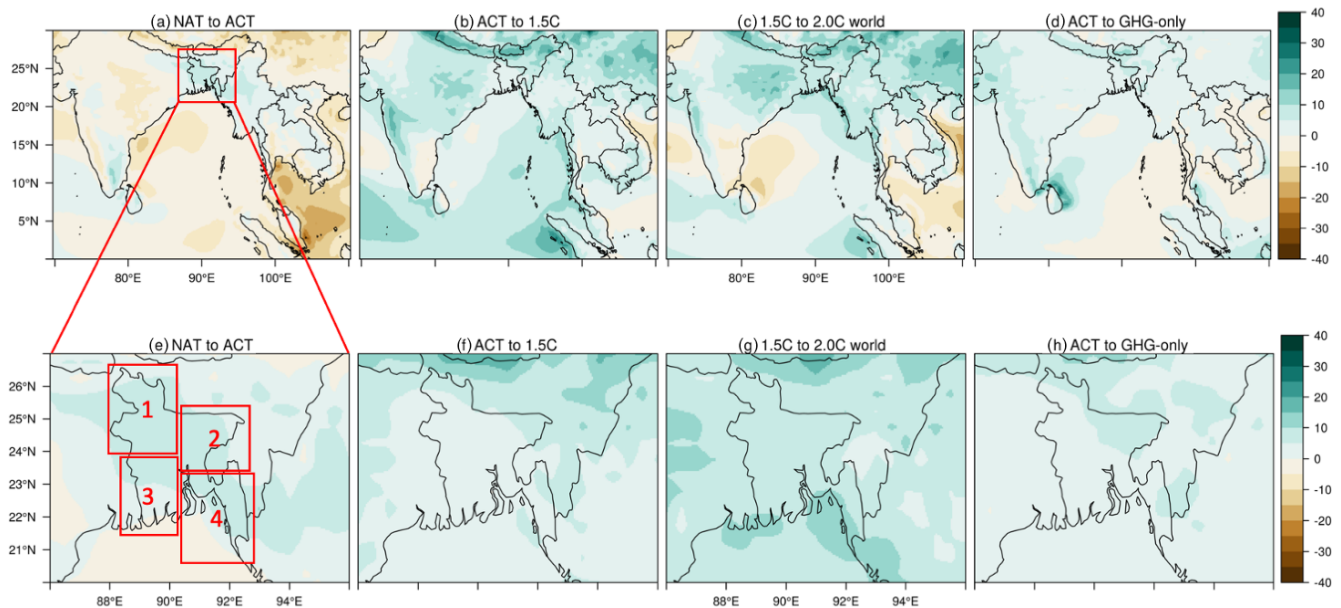 (a) NAT to ACT
(b) ACT to 1.5C
(c) 1.5C to 2.0C world
(d) ACT to GHG-only
25°N
20°N
15°N
10°N
5°N
80°E 90°E 100°E
40
30
20
10
0
-10
-20
-30
-40
(e) NAT to ACT
(f) ACT to 1.5C
(g) 1.5C to 2.0C world
(h) ACT to GHG-only
26°N
25°N
24°N
23°N
22°N
21°N
1
2
3
4
88°E 90°E 92°E 94°E
88°E 90°E 92°E 94°E
40
30
20
10
0
-10
-20
-30
-40